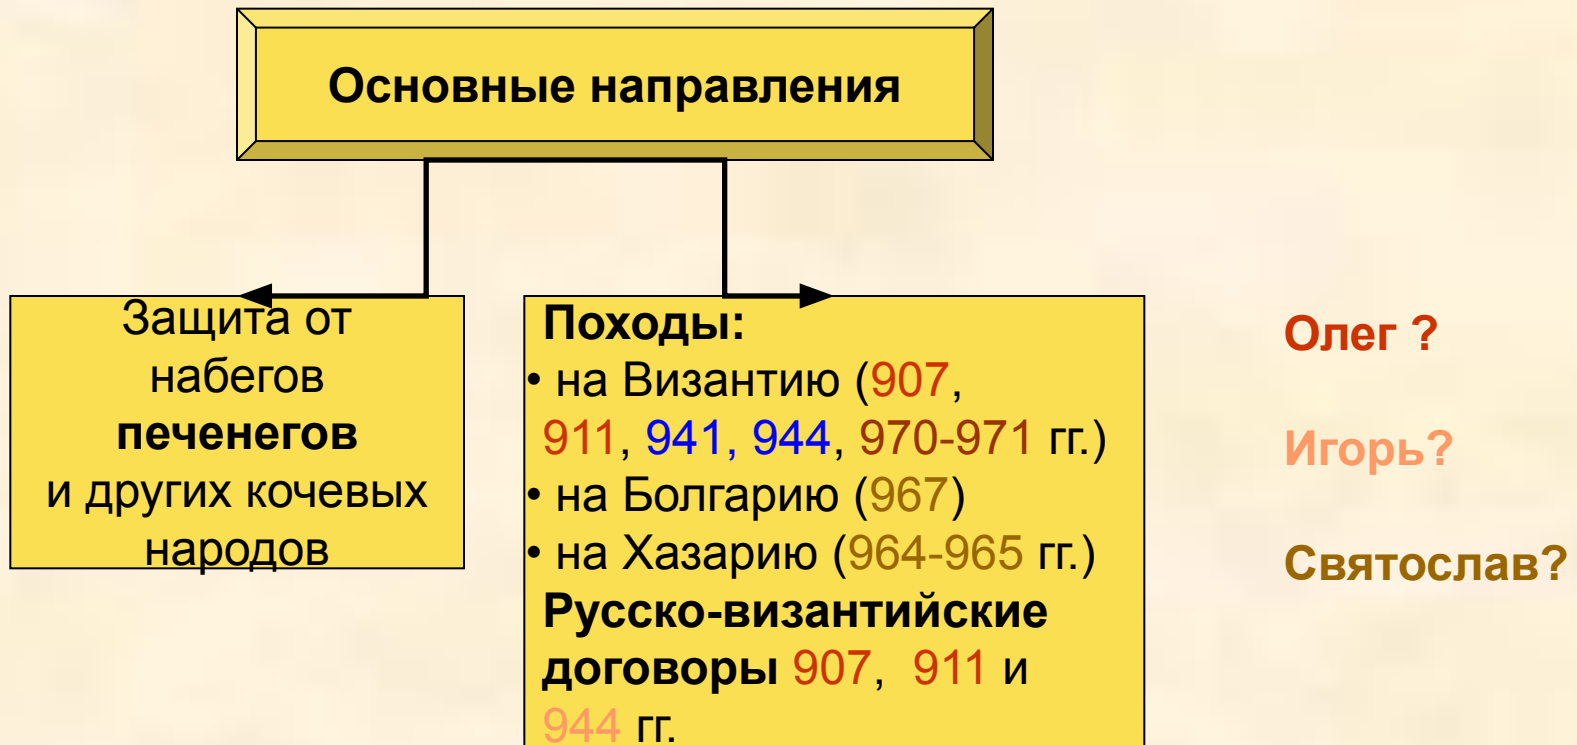 Основные направления
Защита от
набегов
печенегов
и других кочевых
народов
Походы:
• на Византию (907,
911, 941, 944, 970-971 гг.)
• на Болгарию (967)
• на Хазарию (964-965 гг.)
Русско-византийские
договоры 907, 911 и
944 гг.
Олег ?
Игорь?
Святослав?